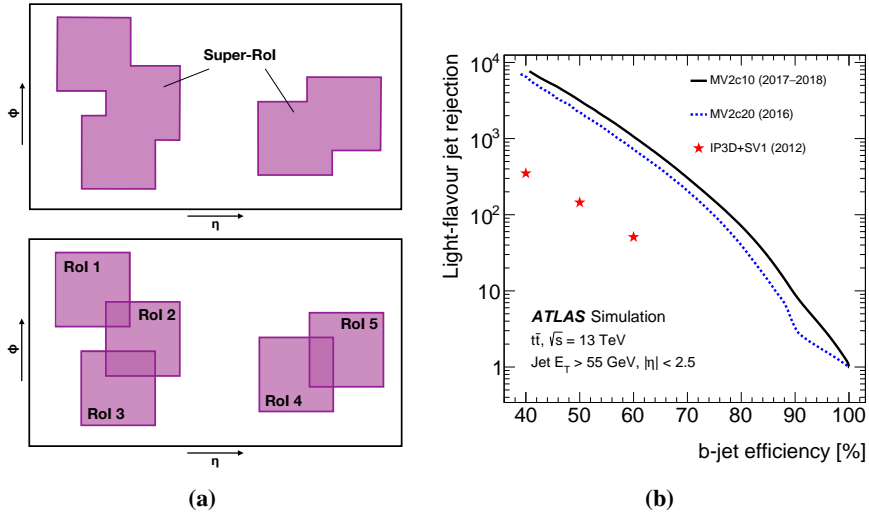 Super-RoI
Φ
η
RoI 1
RoI 2
RoI 3
RoI 4
RoI 5
Φ
η
(a)
Light-flavour jet rejection
10⁴
10³
10²
10
1
MV2c10 (2017–2018)
MV2c20 (2016)
IP3D+SV1 (2012)
ATLAS Simulation
tt̄, √s = 13 TeV
Jet E_T > 55 GeV, |η| < 2.5
40 50 60 70 80 90 100
b-jet efficiency [%]
(b)